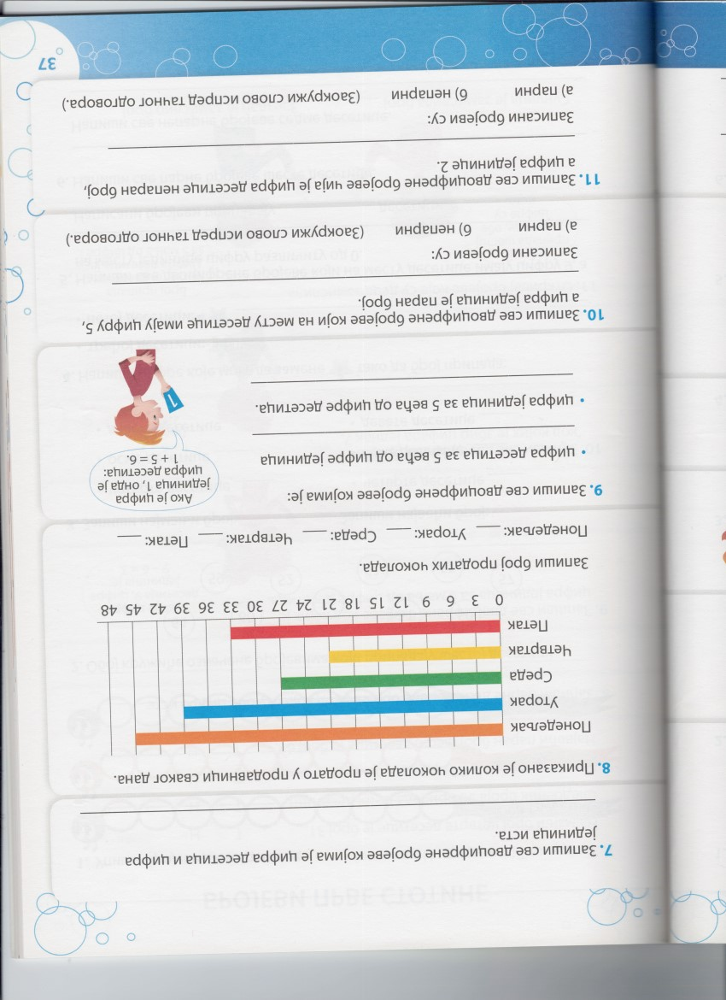 7. Запиши све двоцифрене бројеве којима је цифра десетица и цифра
јединица иста.
8. Приказано је колико чоколада је продато у продавници сваког дана.
Понедељак
Уторак
Среда
Четвртак
Петак
0 3 6 9 12 15 18 21 24 27 30 33 36 39 42 45 48
Запиши број продатих чоколада.
Понедељак: ___ Уторак: ___ Среда: ___ Четвртак: ___ Петак: ___
9. Запиши све двоцифрене бројеве којима је:
• цифра десетица за 5 већа од цифре јединица
• цифра јединица за 5 већа од цифре десетица.
Ако је цифра
јединица 1, онда је
цифра десетица:
1 + 5 = 6.
1
10. Запиши све двоцифрене бројеве који на месту десетице имају цифру 5,
а цифра јединица је паран број.
Записани бројеви су:
а) парни б) непарни (Заокружи слово испред тачног одговора.)
11. Запиши све двоцифрене бројеве чија је цифра десетице непаран број,
а цифра јединице 2.
Записани бројеви су:
а) парни б) непарни (Заокружи слово испред тачног одговора.)
37